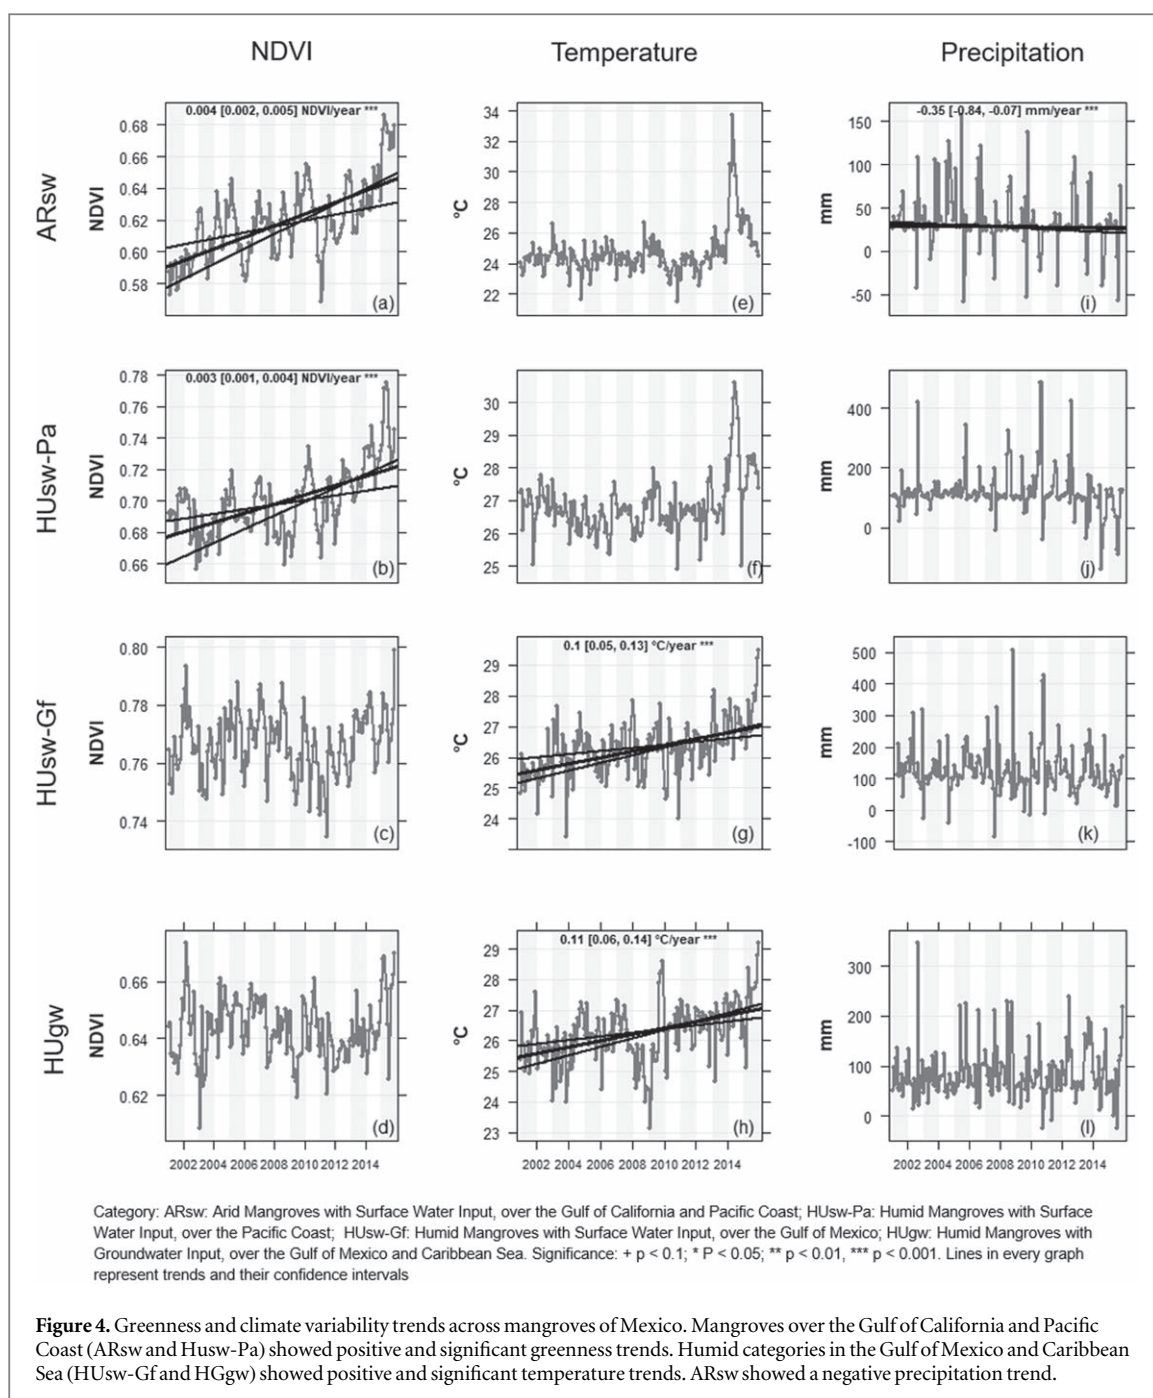 NDVI Temperature Precipitation
ARsw
NDVI
0.004 [0.002, 0.005] NDVI/year ***
0.68
0.66
0.64
0.62
0.60
0.58
(a)
°C
34
32
30
28
26
24
22
(e)
mm
-0.35 [-0.84, -0.07] mm/year ***
150
100
50
0
-50
(i)
HUsw-Pa
NDVI
0.003 [0.001, 0.004] NDVI/year ***
0.78
0.76
0.74
0.72
0.70
0.68
0.66
(b)
°C
30
29
28
27
26
25
(f)
mm
400
200
0
(j)
HUsw-Gf
NDVI
0.80
0.78
0.76
0.74
(c)
°C
0.1 [0.05, 0.13] °C/year ***
29
28
27
26
25
24
(g)
mm
500
400
300
200
100
0
-100
(k)
HUgw
NDVI
0.66
0.64
0.62
(d)
2002 2004 2006 2008 2010 2012 2014
°C
0.11 [0.06, 0.14] °C/year ***
29
28
27
26
25
24
23
(h)
2002 2004 2006 2008 2010 2012 2014
mm
300
200
100
0
(l)
2002 2004 2006 2008 2010 2012 2014
Category: ARsw: Arid Mangroves with Surface Water Input, over the Gulf of California and Pacific Coast; HUsw-Pa: Humid Mangroves with Surface
Water Input, over the Pacific Coast; HUsw-Gf: Humid Mangroves with Surface Water Input, over the Gulf of Mexico; HUgw: Humid Mangroves with
Groundwater Input, over the Gulf of Mexico and Caribbean Sea. Significance: + p < 0.1; * P < 0.05; ** p < 0.01, *** p < 0.001. Lines in every graph
represent trends and their confidence intervals
Figure 4. Greenness and climate variability trends across mangroves of Mexico. Mangroves over the Gulf of California and Pacific
Coast (ARsw and Husw-Pa) showed positive and significant greenness trends. Humid categories in the Gulf of Mexico and Caribbean
Sea (HUsw-Gf and HGgw) showed positive and significant temperature trends. ARsw showed a negative precipitation trend.